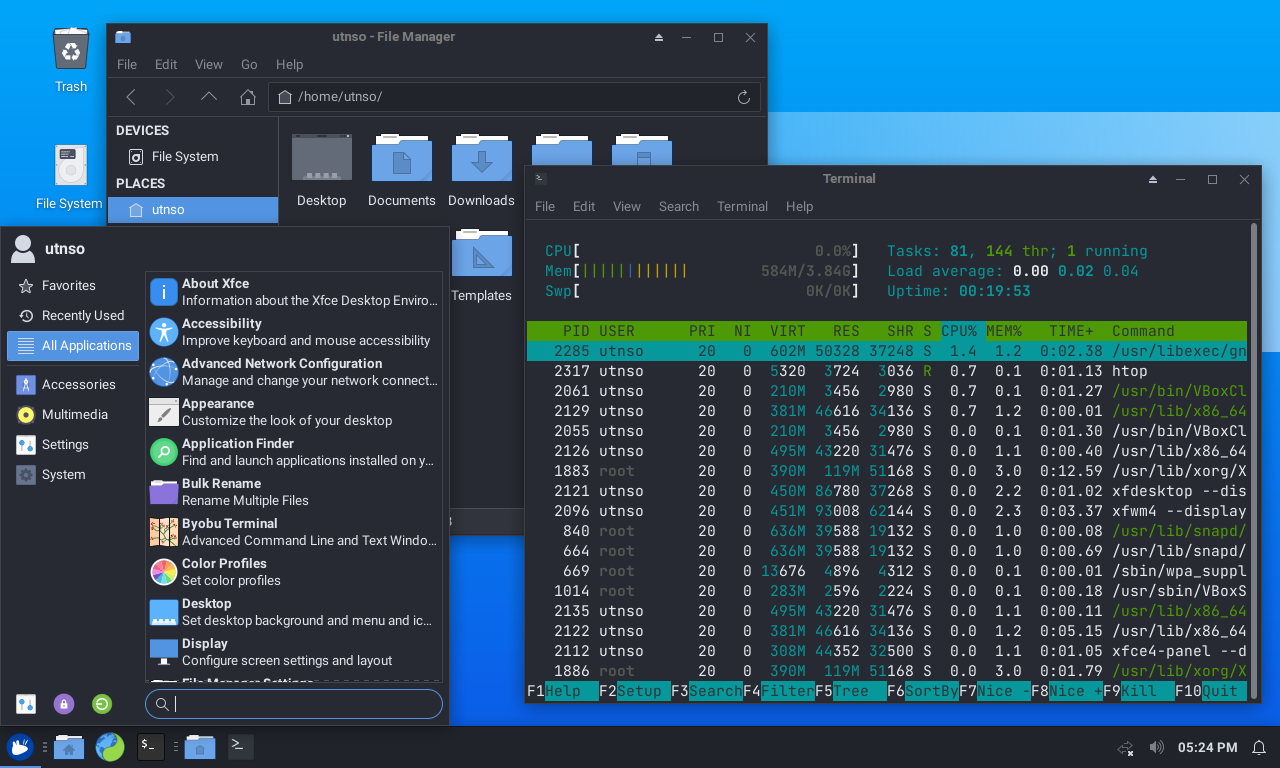 Trash
File System
utnso - File Manager
File Edit View Go Help
/home/utnso/
DEVICES
File System
PLACES
utnso
Desktop
Documents
Downloads
Templates
utnso
Favorites
Recently Used
All Applications
Accessories
Multimedia
Settings
System
About Xfce
Information about the Xfce Desktop Enviro...
Accessibility
Improve keyboard and mouse accessibility
Advanced Network Configuration
Manage and change your network connect...
Appearance
Customize the look of your desktop
Application Finder
Find and launch applications installed on y...
Bulk Rename
Rename Multiple Files
Byobu Terminal
Advanced Command Line and Text Windo...
Color Profiles
Set color profiles
Desktop
Set desktop background and menu and ic...
Display
Configure screen settings and layout
Terminal
File Edit View Search Terminal Help
CPU[ 0.0%] Tasks: 81, 144 thr; 1 running
Mem[||||||||||||| 584M/3.84G] Load average: 0.00 0.02 0.04
Swp[ 0K/0K] Uptime: 00:19:53
PID USER PRI NI VIRT RES SHR S CPU% MEM% TIME+ Command
2285 utnso 20 0 602M 50328 37248 S 1.4 1.2 0:02.38 /usr/libexec/gn
2317 utnso 20 0 5320 3724 3036 R 0.7 0.1 0:01.13 htop
2061 utnso 20 0 210M 3456 2980 S 0.7 0.1 0:01.27 /usr/bin/VBoxCl
2129 utnso 20 0 381M 46616 34136 S 0.7 1.2 0:00.01 /usr/lib/x86_64
2055 utnso 20 0 210M 3456 2980 S 0.0 0.1 0:01.30 /usr/bin/VBoxCl
2126 utnso 20 0 495M 43220 31476 S 0.0 1.1 0:00.40 /usr/lib/x86_64
1883 root 20 0 390M 119M 51168 S 0.0 3.0 0:12.59 /usr/lib/xorg/X
2121 utnso 20 0 450M 86780 37268 S 0.0 2.2 0:01.02 xfdesktop --dis
2096 utnso 20 0 451M 93008 62144 S 0.0 2.3 0:03.37 xfwm4 --display
840 root 20 0 636M 39588 19132 S 0.0 1.0 0:00.08 /usr/lib/snapd/
664 root 20 0 636M 39588 19132 S 0.0 1.0 0:00.69 /usr/lib/snapd/
669 root 20 0 13676 4896 4312 S 0.0 0.1 0:00.01 /sbin/wpa_suppl
1014 root 20 0 283M 2596 2224 S 0.0 0.1 0:00.18 /usr/sbin/VBoxS
2135 utnso 20 0 495M 43220 31476 S 0.0 1.1 0:00.11 /usr/lib/x86_64
2122 utnso 20 0 381M 46616 34136 S 0.0 1.2 0:05.15 /usr/lib/x86_64
2112 utnso 20 0 308M 44352 32500 S 0.0 1.1 0:01.05 xfce4-panel --d
1886 root 20 0 390M 119M 51168 S 0.0 3.0 0:01.79 /usr/lib/xorg/X
F1Help F2Setup F3SearchF4FilterF5Tree F6SortByF7Nice -F8Nice +F9Kill F10Quit
05:24 PM